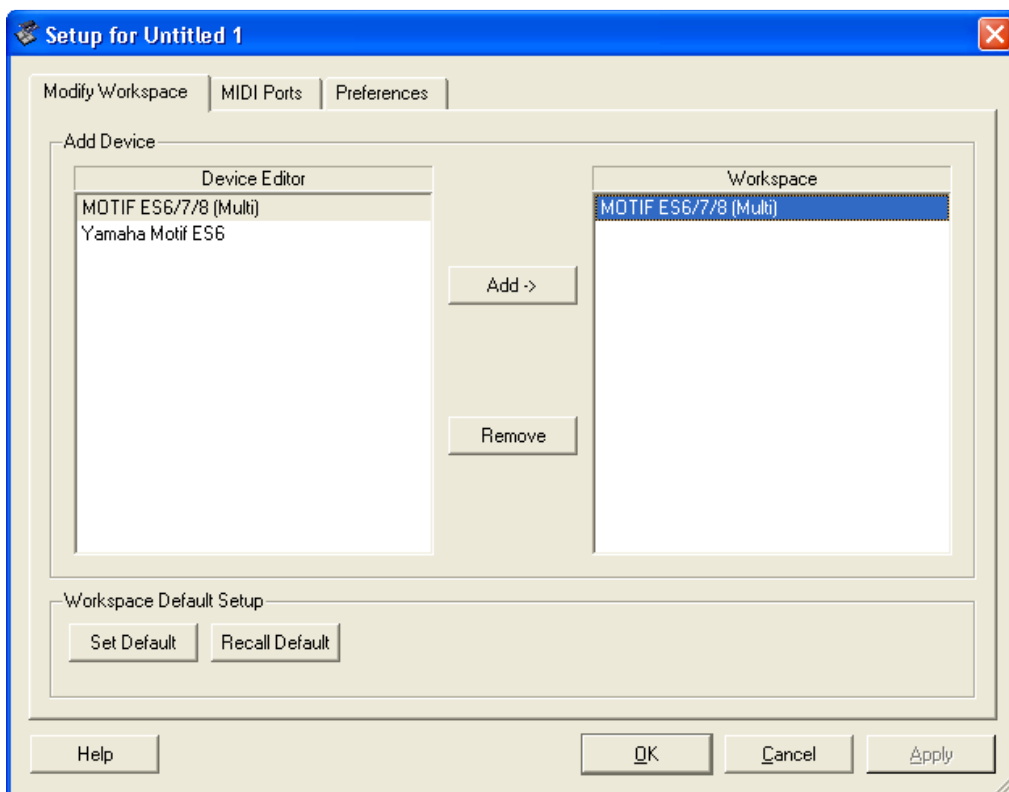 Setup for Untitled 1
Modify Workspace MIDI Ports Preferences
Add Device
Device Editor Workspace
MOTIF ES6/7/8 (Multi) MOTIF ES6/7/8 (Multi)
Yamaha Motif ES6
Add ->
Remove
Workspace Default Setup
Set Default Recall Default
Help OK Cancel Apply